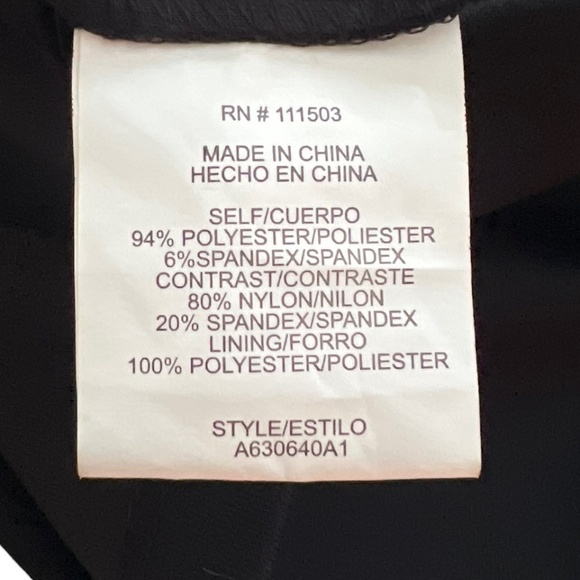 RN # 111503
MADE IN CHINA
HECHO EN CHINA
SELF/CUERPO
94% POLYESTER/POLIESTER
6%SPANDEX/SPANDEX
CONTRAST/CONTRASTE
80% NYLON/NILON
20% SPANDEX/SPANDEX
LINING/FORRO
100% POLYESTER/POLIESTER
STYLE/ESTILO
A630640A1